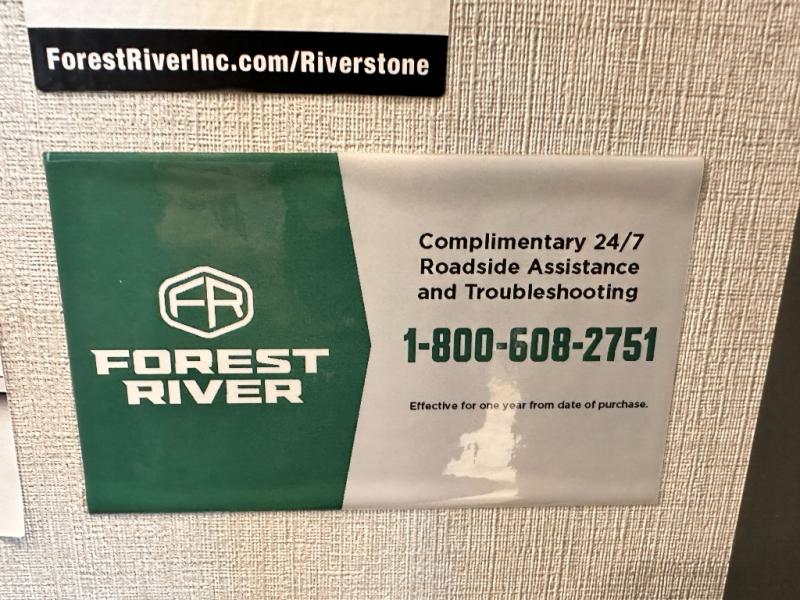 ForestRiverInc.com/Riverstone
FR
FOREST
RIVER
Complimentary 24/7
Roadside Assistance
and Troubleshooting
1-800-608-2751
Effective for one year from date of purchase.